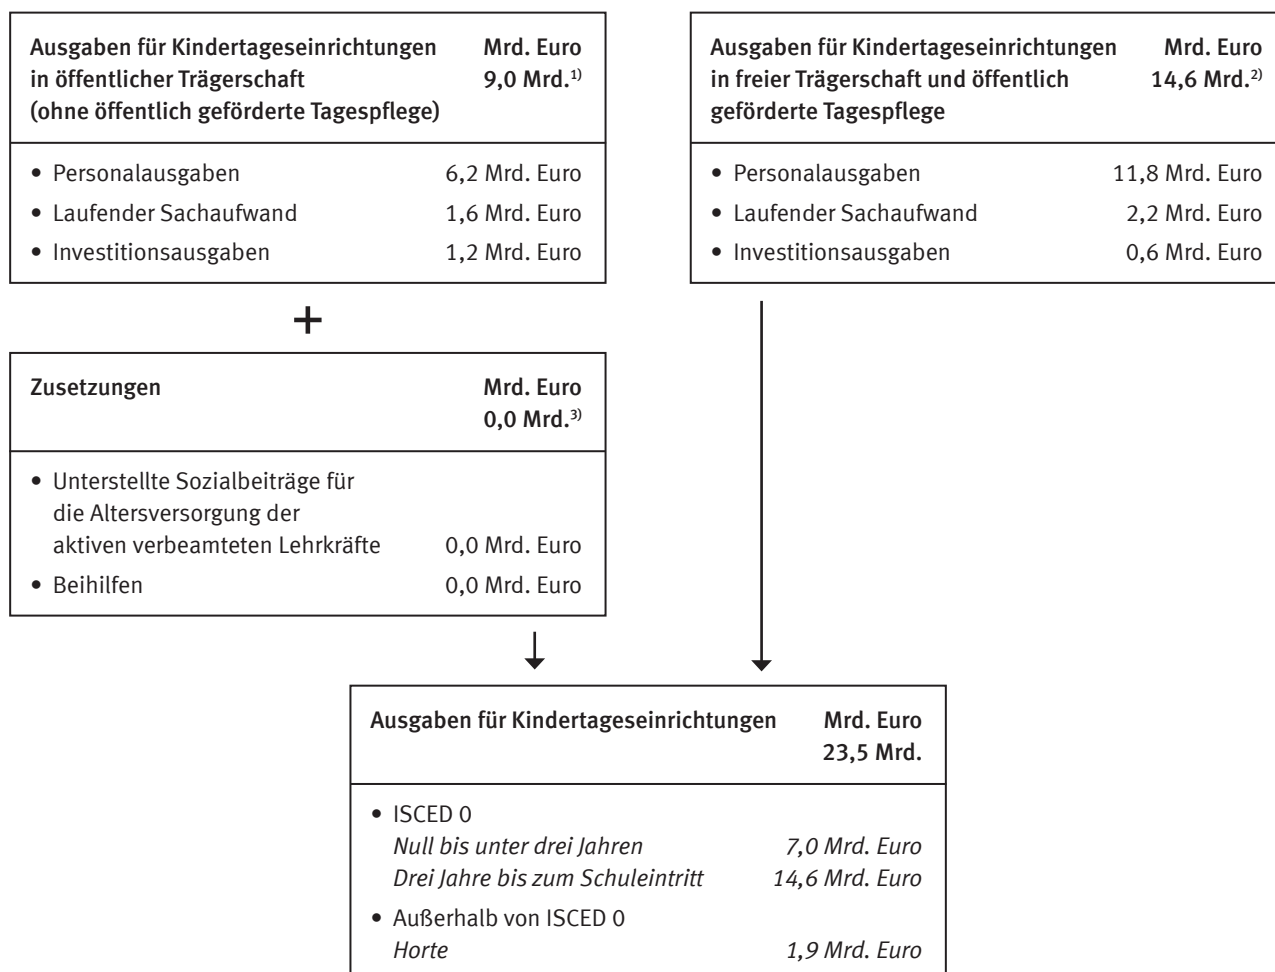 Ausgaben für Kindertageseinrichtungen Mrd. Euro
in öffentlicher Trägerschaft 9,0 Mrd.1)
(ohne öffentlich geförderte Tagespflege)
• Personalausgaben 6,2 Mrd. Euro
• Laufender Sachaufwand 1,6 Mrd. Euro
• Investitionsausgaben 1,2 Mrd. Euro
Ausgaben für Kindertageseinrichtungen Mrd. Euro
in freier Trägerschaft und öffentlich 14,6 Mrd.2)
geförderte Tagespflege
• Personalausgaben 11,8 Mrd. Euro
• Laufender Sachaufwand 2,2 Mrd. Euro
• Investitionsausgaben 0,6 Mrd. Euro
+
Zusetzungen Mrd. Euro
0,0 Mrd.3)
• Unterstellte Sozialbeiträge für
die Altersversorgung der
aktiven verbeamteten Lehrkräfte 0,0 Mrd. Euro
• Beihilfen 0,0 Mrd. Euro
Ausgaben für Kindertageseinrichtungen Mrd. Euro
23,5 Mrd.
• ISCED 0
Null bis unter drei Jahren 7,0 Mrd. Euro
Drei Jahre bis zum Schuleintritt 14,6 Mrd. Euro
• Außerhalb von ISCED 0
Horte 1,9 Mrd. Euro